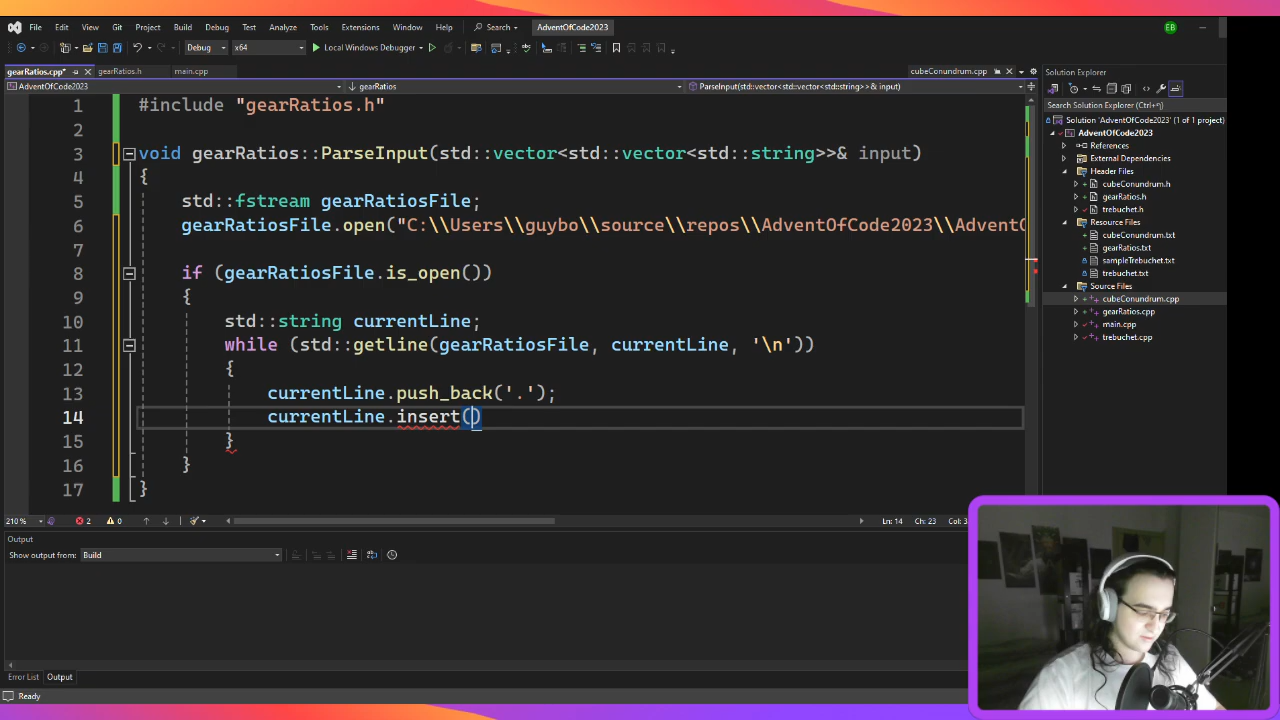 File Edit View Git Project Build Debug Test Analyze Tools Extensions Window Help Search AdventOfCode2023 EB
Debug x64 Local Windows Debugger
gearRatios.cpp* gearRatios.h main.cpp cubeConundrum.cpp Solution Explorer
AdventOfCode2023 gearRatios ParseInput(std::vector<std::vector<std::string>>& input)
1 #include "gearRatios.h"
2
3 void gearRatios::ParseInput(std::vector<std::vector<std::string>>& input)
4 {
5 std::fstream gearRatiosFile;
6 gearRatiosFile.open("C:\\Users\\guybo\\source\\repos\\AdventOfCode2023\\AdventO
7
8 if (gearRatiosFile.is_open())
9 {
10 std::string currentLine;
11 while (std::getline(gearRatiosFile, currentLine, '\n'))
12 {
13 currentLine.push_back('.');
14 currentLine.insert()
15 }
16 }
17 }
Search Solution Explorer (Ctrl+')
Solution 'AdventOfCode2023' (1 of 1 project)
AdventOfCode2023
References
External Dependencies
Header Files
cubeConundrum.h
gearRatios.h
trebuchet.h
Resource Files
cubeConundrum.txt
gearRatios.txt
sampleTrebuchet.txt
trebuchet.txt
Source Files
cubeConundrum.cpp
gearRatios.cpp
main.cpp
trebuchet.cpp
210 % 2 0 Ln: 14 Ch: 23
Output
Show output from: Build
Error List Output
Ready